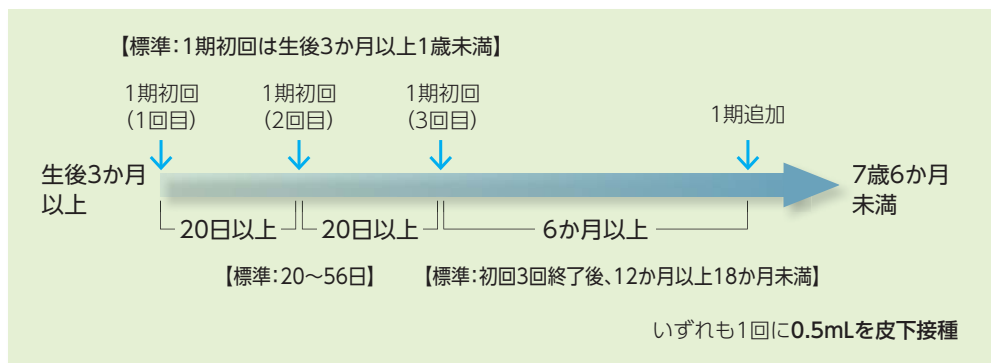 【標準：1期初回は生後3か月以上1歳未満】
1期初回
（1回目）
1期初回
（2回目）
1期初回
（3回目）
1期追加
生後3か月
以上
7歳6か月
未満
20日以上
20日以上
6か月以上
【標準：20～56日】
【標準：初回3回終了後、12か月以上18か月未満】
いずれも1回に0.5mLを皮下接種